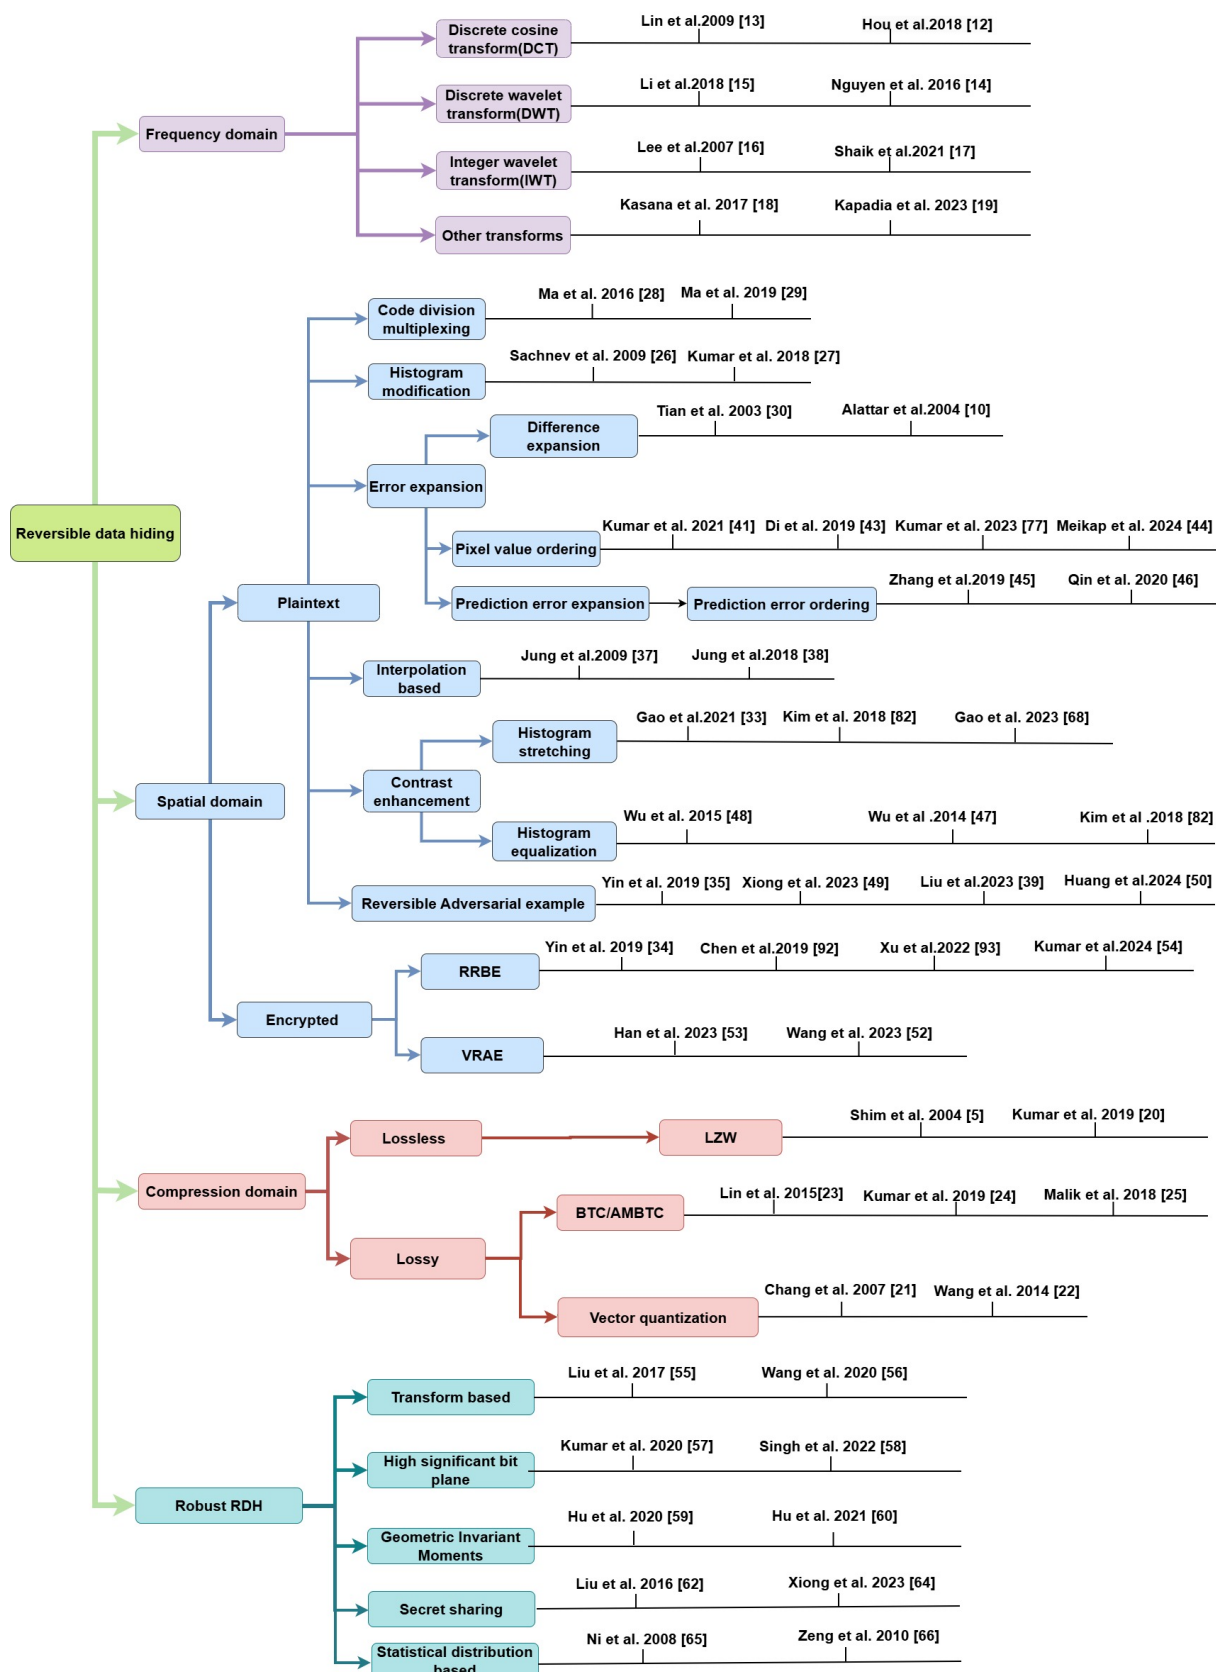 Lin et al.2009 [13] Hou et.al.2018 [12]
Discrete cosine
transform(DCT)
Li et al.2018 [15] Nguyen et al. 2016 [14]
Discrete wavelet
transform(DWT)
Frequency domain
Lee et al.2007 [16] Shaik et al.2021 [17]
Integer wavelet
transform(IWT)
Kasana et al. 2017 [18] Kapadia et al. 2023 [19]
Other transforms
Ma et al. 2016 [28] Ma et al. 2019 [29]
Code division
multiplexing
Sachnev et al. 2009 [26] Kumar et al. 2018 [27]
Histogram
modification
Tian et al. 2003 [30] Alattar et al.2004 [10]
Difference
expansion
Error expansion
Reversible data hiding
Kumar et al. 2021 [41] Di et al. 2019 [43] Kumar et al. 2023 [77] Meikap et al. 2024 [44]
Pixel value ordering
Zhang et al.2019 [45] Qin et al. 2020 [46]
Plaintext
Prediction error expansion
Prediction error ordering
Jung et al.2009 [37] Jung et al.2018 [38]
Interpolation
based
Gao et al.2021 [33] Kim et al. 2018 [82] Gao et al. 2023 [68]
Histogram
stretching
Spatial domain
Contrast
enhancement
Wu et al. 2015 [48] Wu et al .2014 [47] Kim et al .2018 [82]
Histogram
equalization
Yin et al. 2019 [35] Xiong et al. 2023 [49] Liu et al.2023 [39] Huang et al.2024 [50]
Reversible Adversarial example
Yin et al. 2019 [34] Chen et al.2019 [92] Xu et al.2022 [93] Kumar et al.2024 [54]
RRBE
Encrypted
Han et al. 2023 [53] Wang et al. 2023 [52]
VRAE
Shim et al. 2004 [5] Kumar et al. 2019 [20]
Lossless
LZW
Compression domain
Lin et al. 2015[23] Kumar et al. 2019 [24] Malik et al. 2018 [25]
BTC/AMBTC
Lossy
Chang et al. 2007 [21] Wang et al. 2014 [22]
Vector quantization
Liu et al. 2017 [55] Wang et al. 2020 [56]
Transform based
Kumar et al. 2020 [57] Singh et al. 2022 [58]
High significant bit
plane
Robust RDH
Hu et al. 2020 [59] Hu et al. 2021 [60]
Geometric Invariant
Moments
Liu et al. 2016 [62] Xiong et al. 2023 [64]
Secret sharing
Ni et al. 2008 [65] Zeng et al. 2010 [66]
Statistical distribution
based